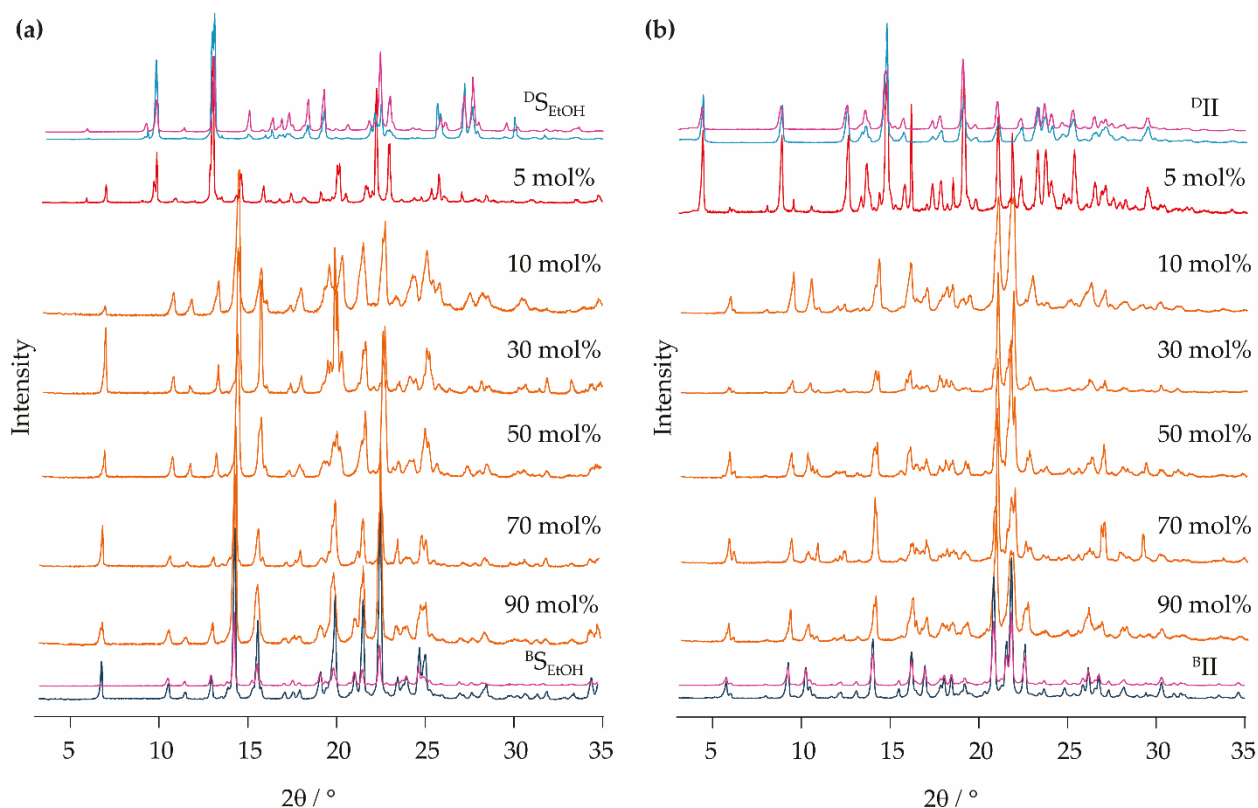 (a)
ᴰS_EtOH
5 mol%
10 mol%
30 mol%
50 mol%
70 mol%
90 mol%
ᴮS_EtOH
Intensity
5 10 15 20 25 30 35
2θ / °
(b)
ᴰII
5 mol%
10 mol%
30 mol%
50 mol%
70 mol%
90 mol%
ᴮII
Intensity
5 10 15 20 25 30 35
2θ / °